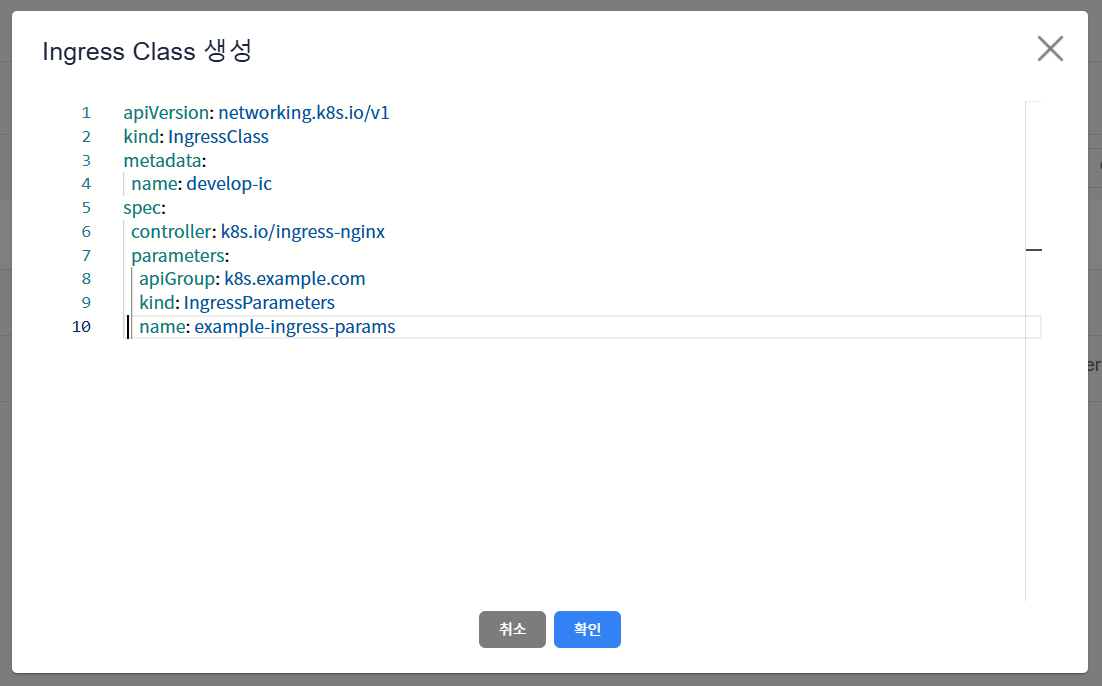 Ingress Class 생성
1 apiVersion: networking.k8s.io/v1
2 kind: IngressClass
3 metadata:
4 name: develop-ic
5 spec:
6 controller: k8s.io/ingress-nginx
7 parameters:
8 apiGroup: k8s.example.com
9 kind: IngressParameters
10 name: example-ingress-params
er
취소 확인